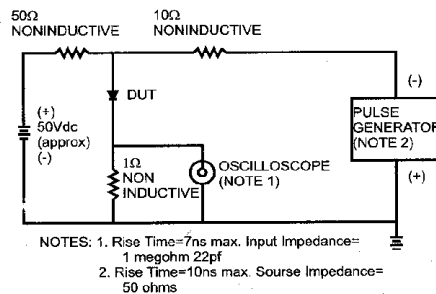 50Ω
NONINDUCTIVE
10Ω
NONINDUCTIVE
DUT
(+)
50Vdc
(approx)
(-)
1Ω
NON
INDUCTIVE
OSCILLOSCOPE
(NOTE 1)
(-)
PULSE
GENERATOR
(NOTE 2)
(+)
NOTES: 1. Rise Time=7ns max. Input Impedance=
1 megohm 22pf
2. Rise Time=10ns max. Sourse Impedance=
50 ohms